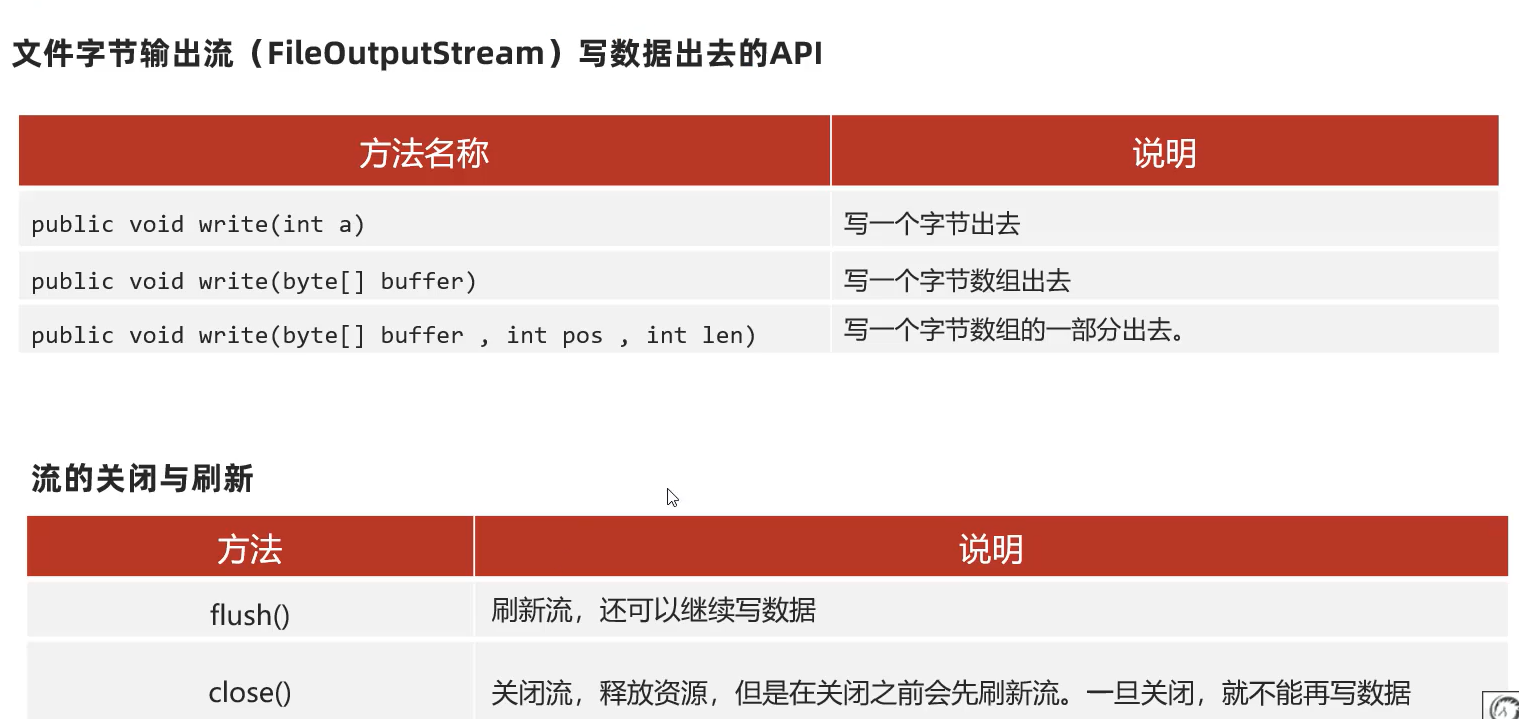 文件字节输出流（FileOutputStream）写数据出去的API
方法名称 说明
public void write(int a) 写一个字节出去
public void write(byte[] buffer) 写一个字节数组出去
public void write(byte[] buffer , int pos , int len) 写一个字节数组的一部分出去。
流的关闭与刷新
方法 说明
flush() 刷新流，还可以继续写数据
close() 关闭流，释放资源，但是在关闭之前会先刷新流。一旦关闭，就不能再写数据